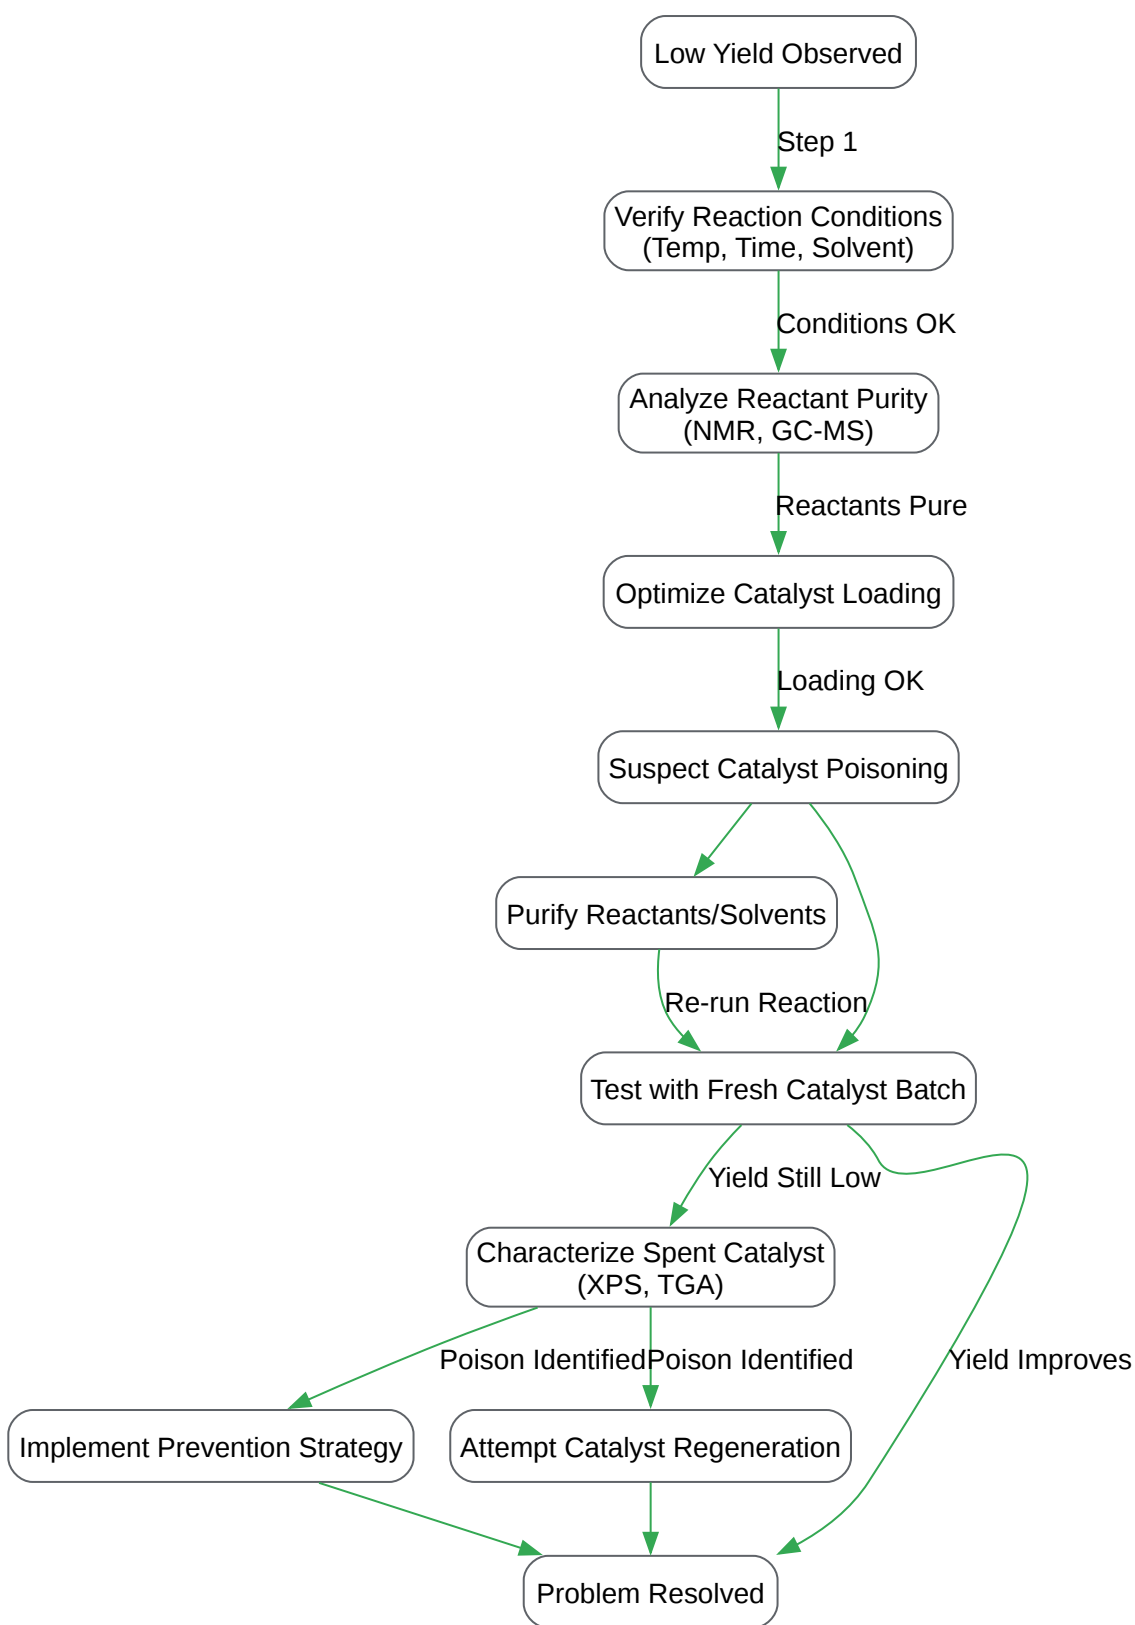 Low Yield Observed
Step 1
Verify Reaction Conditions
(Temp, Time, Solvent)
Conditions OK
Analyze Reactant Purity
(NMR, GC-MS)
Reactants Pure
Optimize Catalyst Loading
Loading OK
Suspect Catalyst Poisoning
Purify Reactants/Solvents
Re-run Reaction
Test with Fresh Catalyst Batch
Yield Still Low
Characterize Spent Catalyst
(XPS, TGA)
Poison Identified
Poison Identified
Yield Improves
Implement Prevention Strategy
Attempt Catalyst Regeneration
Problem Resolved